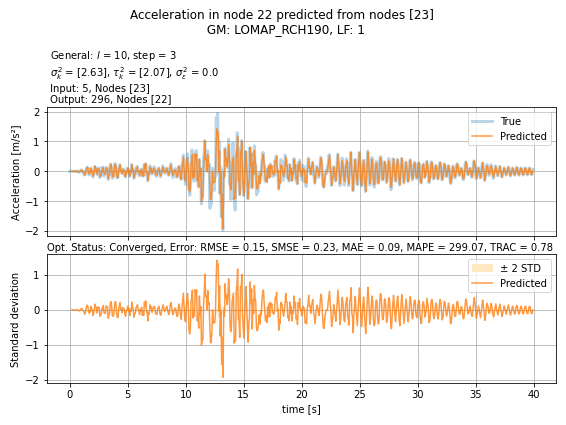 Acceleration in node 22 predicted from nodes [23]
GM: LOMAP_RCH190, LF: 1
General: l = 10, step = 3
σ²ₖ = [2.63], τ²ₖ = [2.07], σ²ε = 0.0
Input: 5, Nodes [23]
Output: 296, Nodes [22]
Acceleration [m/s²]
2
1
0
−1
−2
True
Predicted
Opt. Status: Converged, Error: RMSE = 0.15, SMSE = 0.23, MAE = 0.09, MAPE = 299.07, TRAC = 0.78
Standard deviation
1
0
−1
−2
± 2 STD
Predicted
0 5 10 15 20 25 30 35 40
time [s]